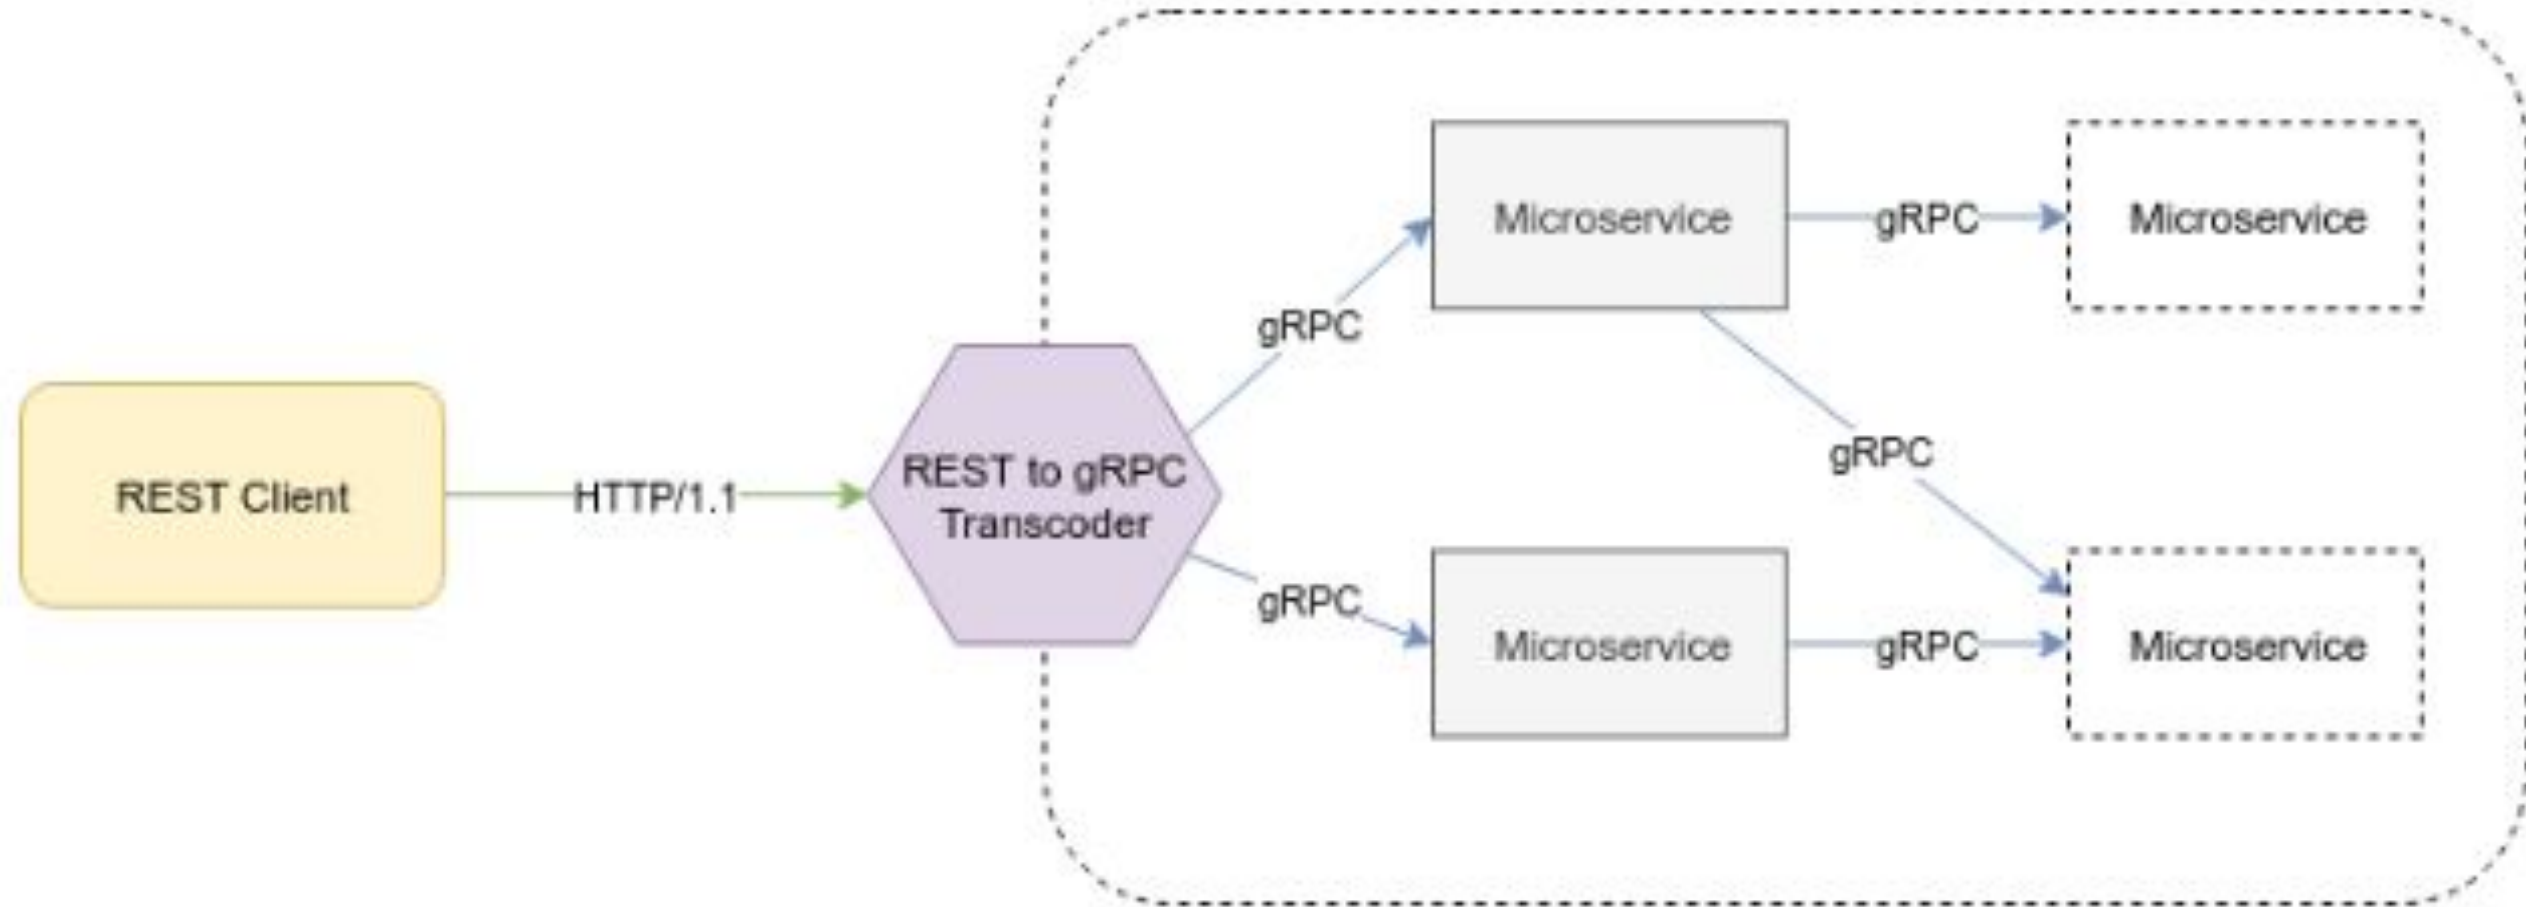 REST Client
HTTP/1.1
REST to gRPC
Transcoder
gRPC
gRPC
Microservice
gRPC
Microservice
gRPC
Microservice
gRPC
Microservice